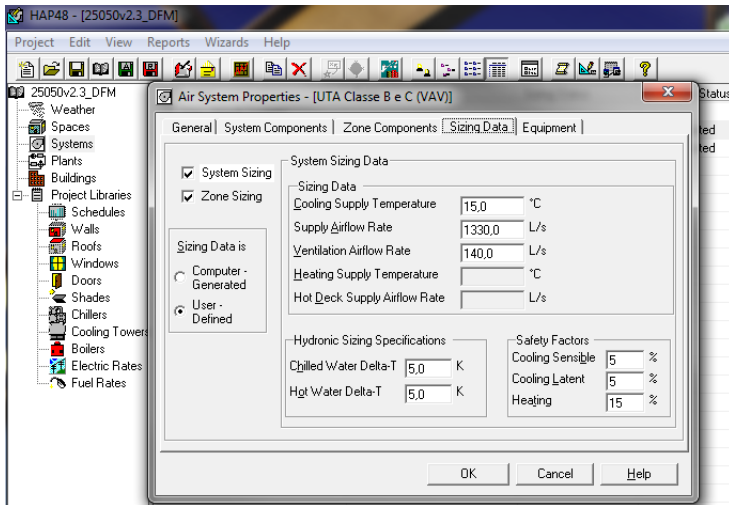 HAP48 - [25050v2.3_DFM]
Project Edit View Reports Wizards Help
25050v2.3_DFM
Weather
Spaces
Systems
Plants
Buildings
Project Libraries
Schedules
Walls
Roofs
Windows
Doors
Shades
Chillers
Cooling Towers
Boilers
Electric Rates
Fuel Rates
Status
ted
ted
Air System Properties - [UTA Classe B e C (VAV)]
General System Components Zone Components Sizing Data Equipment
System Sizing
Zone Sizing
Sizing Data is
Computer -
Generated
User -
Defined
System Sizing Data
Sizing Data
Cooling Supply Temperature 15,0 °C
Supply Airflow Rate 1330,0 L/s
Ventilation Airflow Rate 140,0 L/s
Heating Supply Temperature °C
Hot Deck Supply Airflow Rate L/s
Hydronic Sizing Specifications
Chilled Water Delta-T 5,0 K
Hot Water Delta-T 5,0 K
Safety Factors
Cooling Sensible 5 %
Cooling Latent 5 %
Heating 15 %
OK Cancel Help